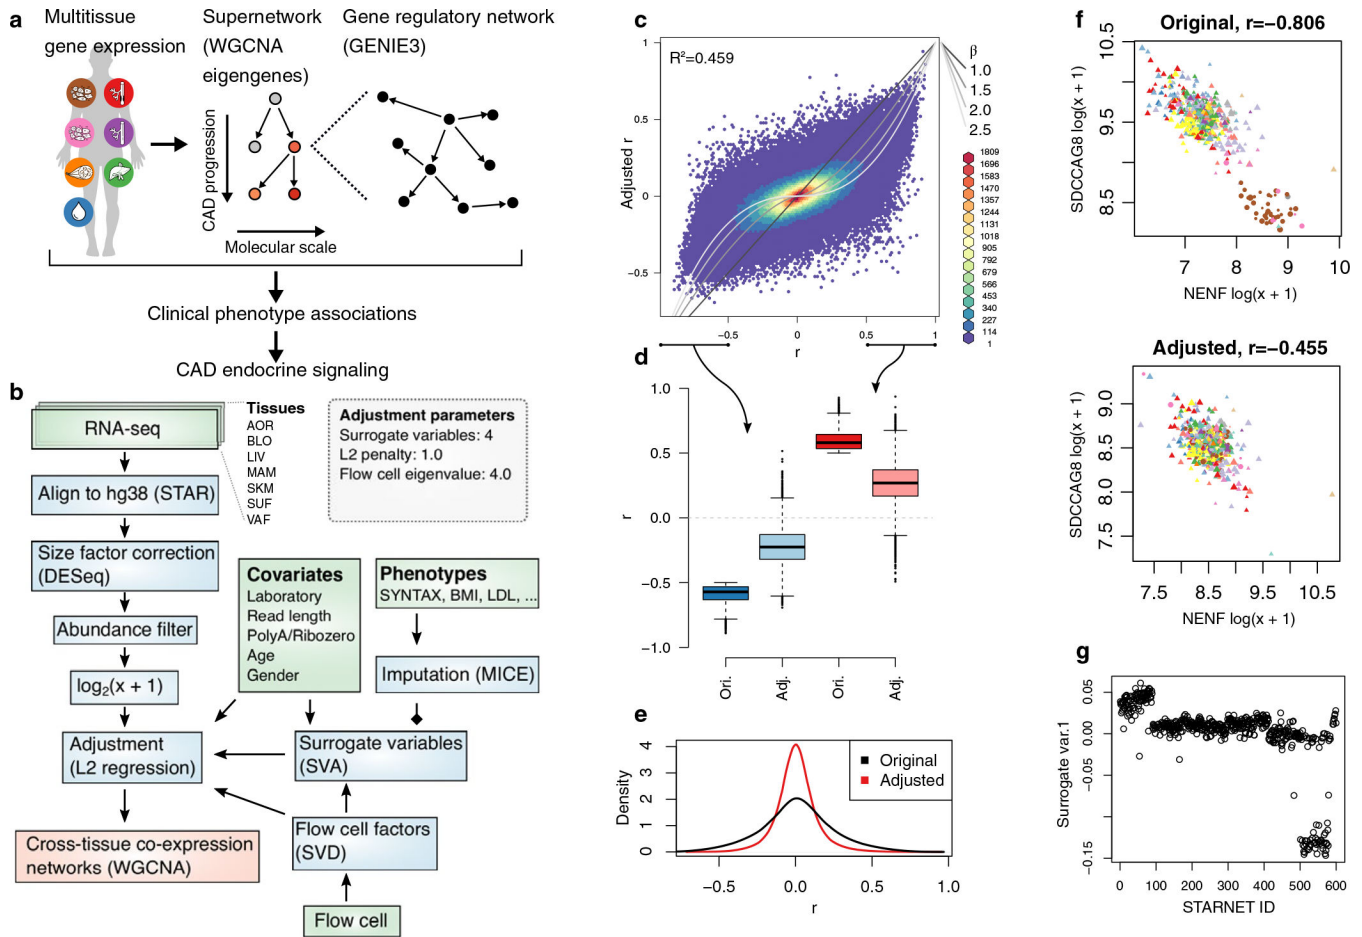 a
Multitissue
gene expression
Supernetwork
(WGCNA
eigengenes)
Gene regulatory network
(GENIE3)
CAD progression
Molecular scale
Clinical phenotype associations
CAD endocrine signaling
b
RNA-seq
Tissues
AOR
BLO
LIV
MAM
SKM
SUF
VAF
Adjustment parameters
Surrogate variables: 4
L2 penalty: 1.0
Flow cell eigenvalue: 4.0
Align to hg38 (STAR)
Size factor correction
(DESeq)
Abundance filter
log2(x + 1)
Covariates
Laboratory
Read length
PolyA/Ribozero
Age
Gender
Phenotypes
SYNTAX, BMI, LDL, ...
Imputation (MICE)
Adjustment
(L2 regression)
Surrogate variables
(SVA)
Flow cell factors
(SVD)
Cross-tissue co-expression
networks (WGCNA)
Flow cell
c
R²=0.459
Adjusted r
1
0.5
0
−0.5
−0.5
0
0.5
1
r
β
1.0
1.5
2.0
2.5
1809
1696
1583
1470
1357
1244
1131
1018
905
792
679
566
453
340
227
114
1
d
r
1.0
0.5
0.0
−0.5
−1.0
Ori.
Adj.
Ori.
Adj.
e
Density
4
3
2
1
0
Original
Adjusted
−0.5
0.0
0.5
1.0
r
f
Original, r=−0.806
SDCCAG8 log(x + 1)
10.5
9.5
8.5
7
8
9
10
NENF log(x + 1)
Adjusted, r=−0.455
SDCCAG8 log(x + 1)
9.0
8.5
8.0
7.5
7.5
8.5
9.5
10.5
NENF log(x + 1)
g
Surrogate var.1
0.05
0.00
−0.05
−0.15
0
100
200
300
400
500
600
STARNET ID